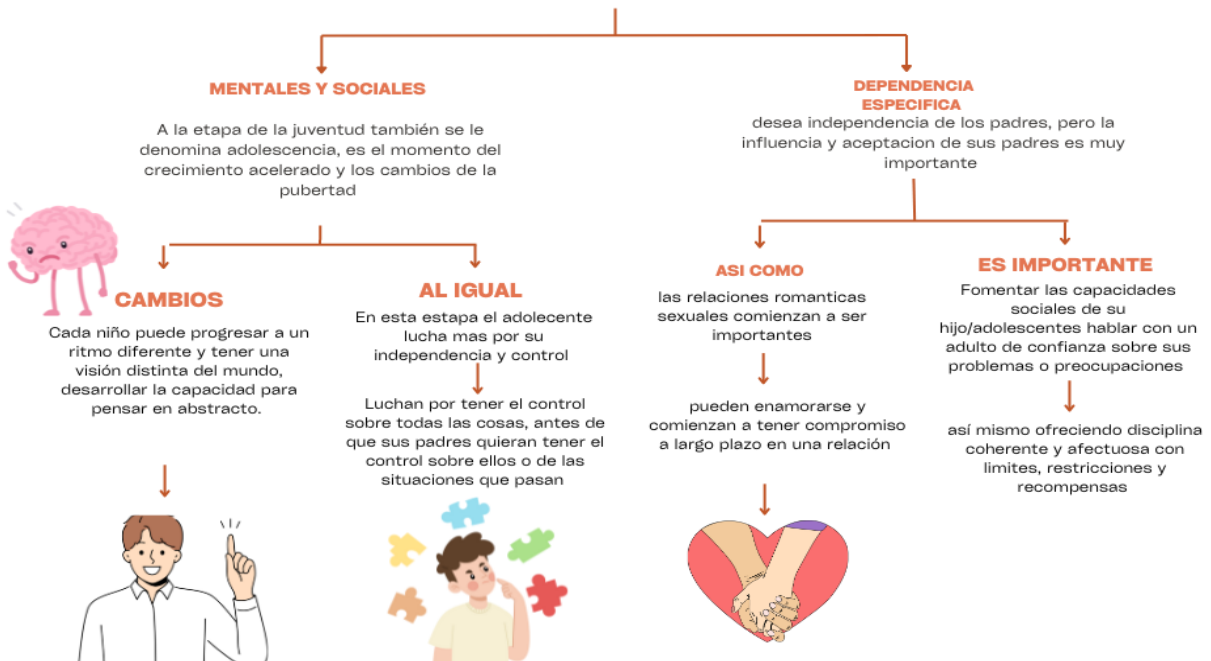 MENTALES Y SOCIALES
A la etapa de la juventud también se le
denomina adolescencia, es el momento del
crecimiento acelerado y los cambios de la
pubertad
DEPENDENCIA
ESPECIFICA
desea independencia de los padres, pero la
influencia y aceptacion de sus padres es muy
importante
CAMBIOS
Cada niño puede progresar a un
ritmo diferente y tener una
visión distinta del mundo,
desarrollar la capacidad para
pensar en abstracto.
AL IGUAL
En esta estapa el adolecente
lucha mas por su
independencia y control
Luchan por tener el control
sobre todas las cosas, antes de
que sus padres quieran tener el
control sobre ellos o de las
situaciones que pasan
ASI COMO
las relaciones romanticas
sexuales comienzan a ser
importantes
pueden enamorarse y
comienzan a tener compromiso
a largo plazo en una relación
ES IMPORTANTE
Fomentar las capacidades
sociales de su
hijo/adolescentes hablar con un
adulto de confianza sobre sus
problemas o preocupaciones
así mismo ofreciendo disciplina
coherente y afectuosa con
limites, restricciones y
recompensas